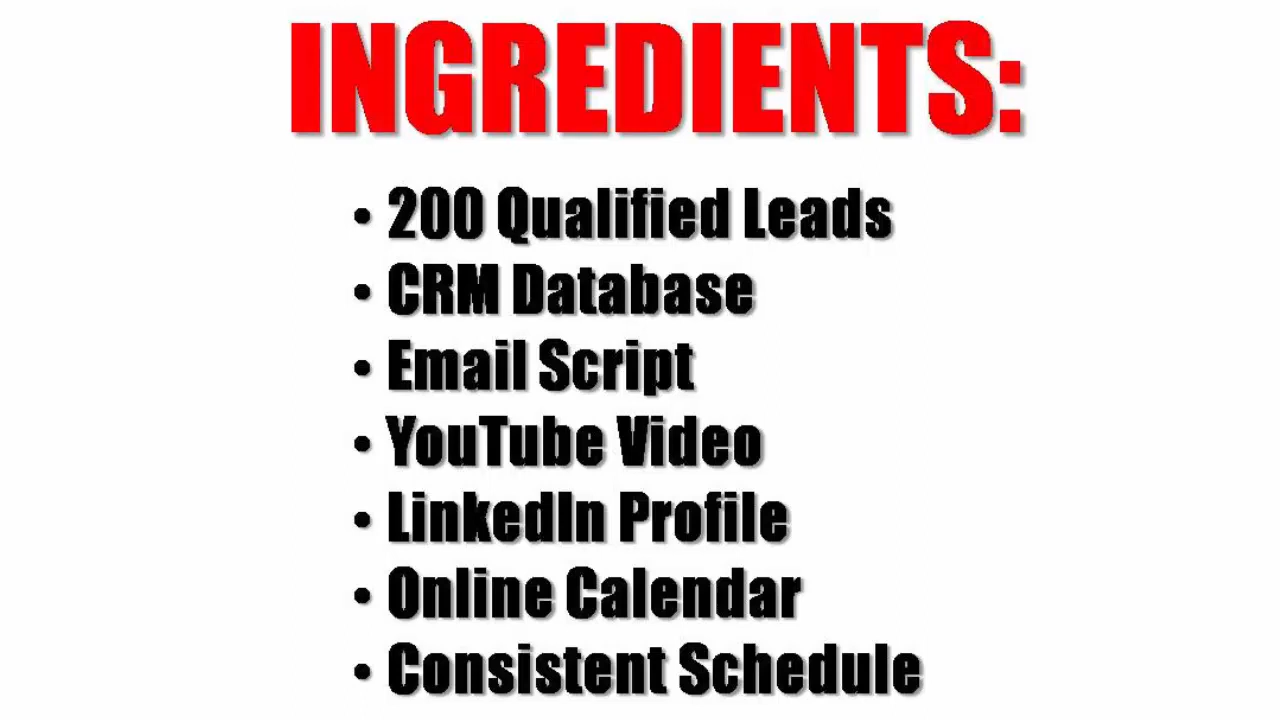 INGREDIENTS:
• 200 Qualified Leads
• CRM Database
• Email Script
• YouTube Video
• LinkedIn Profile
• Online Calendar
• Consistent Schedule